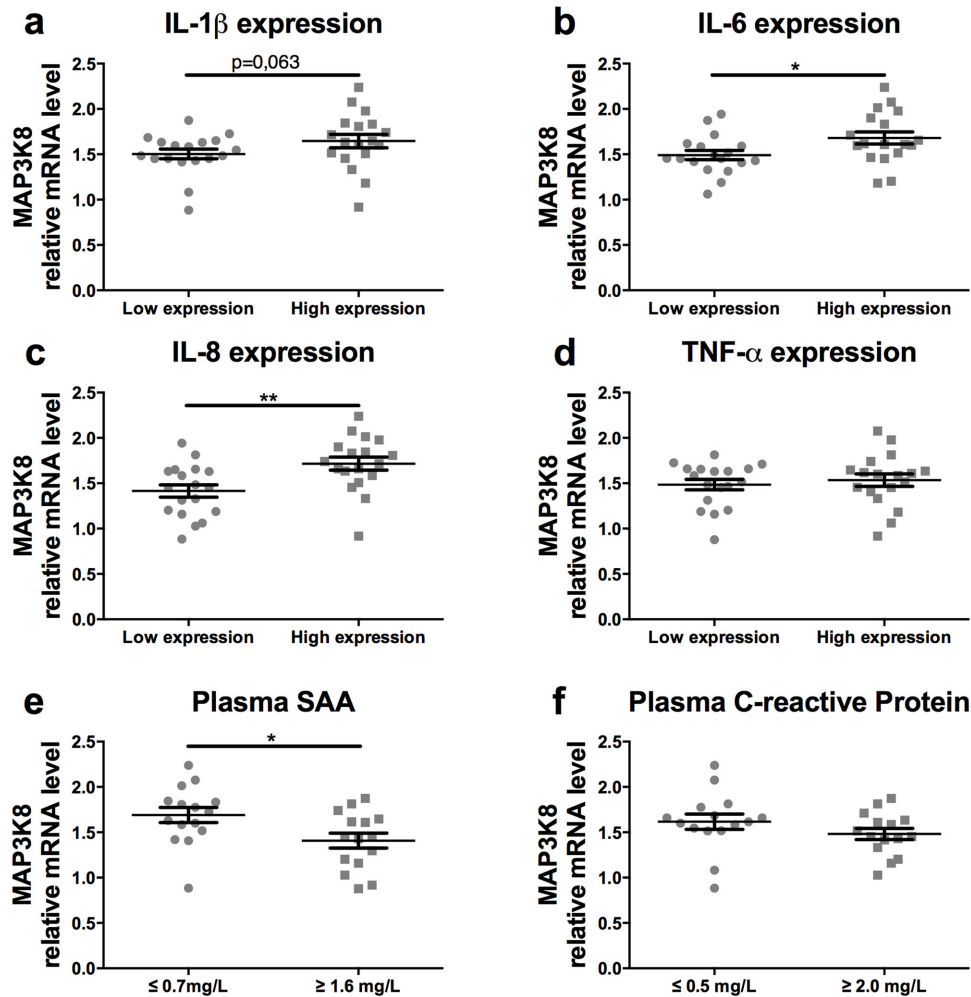 a
IL-1β expression
p=0,063
MAP3K8
relative mRNA level
2.5
2.0
1.5
1.0
0.5
0.0
Low expression
High expression
b
IL-6 expression
*
MAP3K8
relative mRNA level
2.5
2.0
1.5
1.0
0.5
0.0
Low expression
High expression
c
IL-8 expression
**
MAP3K8
relative mRNA level
2.5
2.0
1.5
1.0
0.5
0.0
Low expression
High expression
d
TNF-α expression
MAP3K8
relative mRNA level
2.5
2.0
1.5
1.0
0.5
0.0
Low expression
High expression
e
Plasma SAA
*
MAP3K8
relative mRNA level
2.5
2.0
1.5
1.0
0.5
0.0
≤ 0.7mg/L
≥ 1.6 mg/L
f
Plasma C-reactive Protein
MAP3K8
relative mRNA level
2.5
2.0
1.5
1.0
0.5
0.0
≤ 0.5 mg/L
≥ 2.0 mg/L